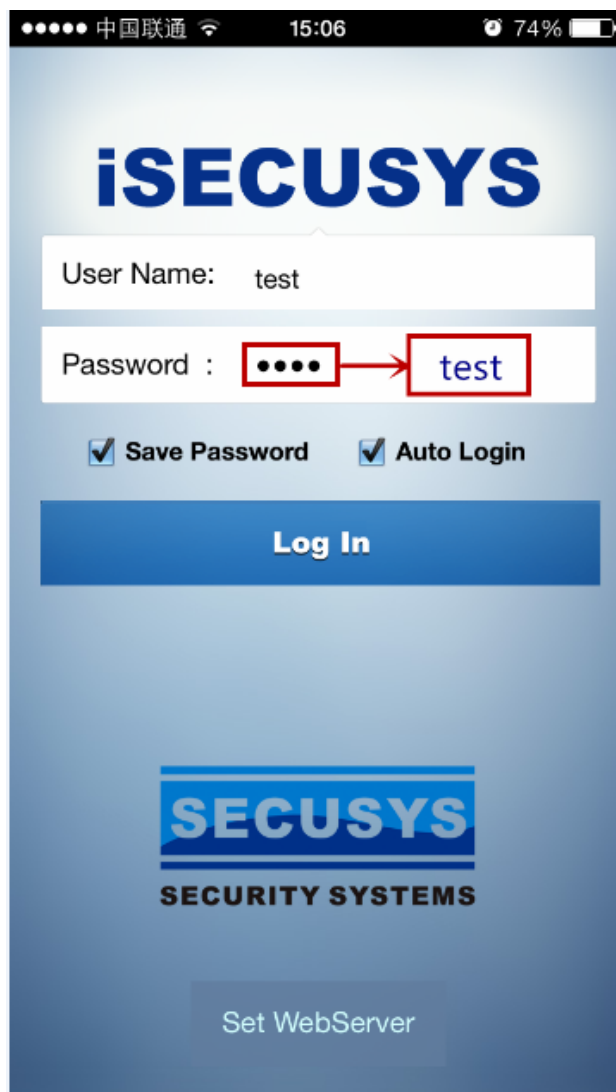 中国联通 15:06 74%
iSECUSYS
User Name: test
Password : •••• test
Save Password Auto Login
Log In
SECUSYS
SECURITY SYSTEMS
Set WebServer